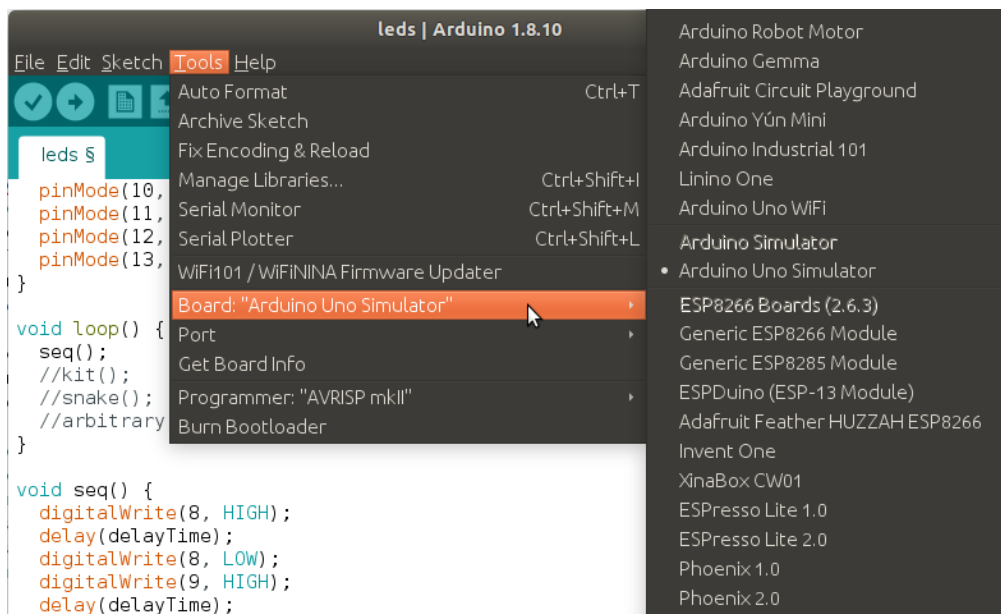 leds | Arduino 1.8.10
File Edit Sketch Tools Help
leds §
pinMode(10,
pinMode(11,
pinMode(12,
pinMode(13,
}
void loop() {
seq();
//kit();
//snake();
//arbitrary
}
void seq() {
digitalWrite(8, HIGH);
delay(delayTime);
digitalWrite(8, LOW);
digitalWrite(9, HIGH);
delay(delayTime);
Auto Format Ctrl+T
Archive Sketch
Fix Encoding & Reload
Manage Libraries... Ctrl+Shift+I
Serial Monitor Ctrl+Shift+M
Serial Plotter Ctrl+Shift+L
WiFi101 / WiFiNINA Firmware Updater
Board: "Arduino Uno Simulator"
Port
Get Board Info
Programmer: "AVRISP mkII"
Burn Bootloader
Arduino Robot Motor
Arduino Gemma
Adafruit Circuit Playground
Arduino Yún Mini
Arduino Industrial 101
Linino One
Arduino Uno WiFi
Arduino Simulator
• Arduino Uno Simulator
ESP8266 Boards (2.6.3)
Generic ESP8266 Module
Generic ESP8285 Module
ESPDuino (ESP-13 Module)
Adafruit Feather HUZZAH ESP8266
Invent One
XinaBox CW01
ESPresso Lite 1.0
ESPresso Lite 2.0
Phoenix 1.0
Phoenix 2.0